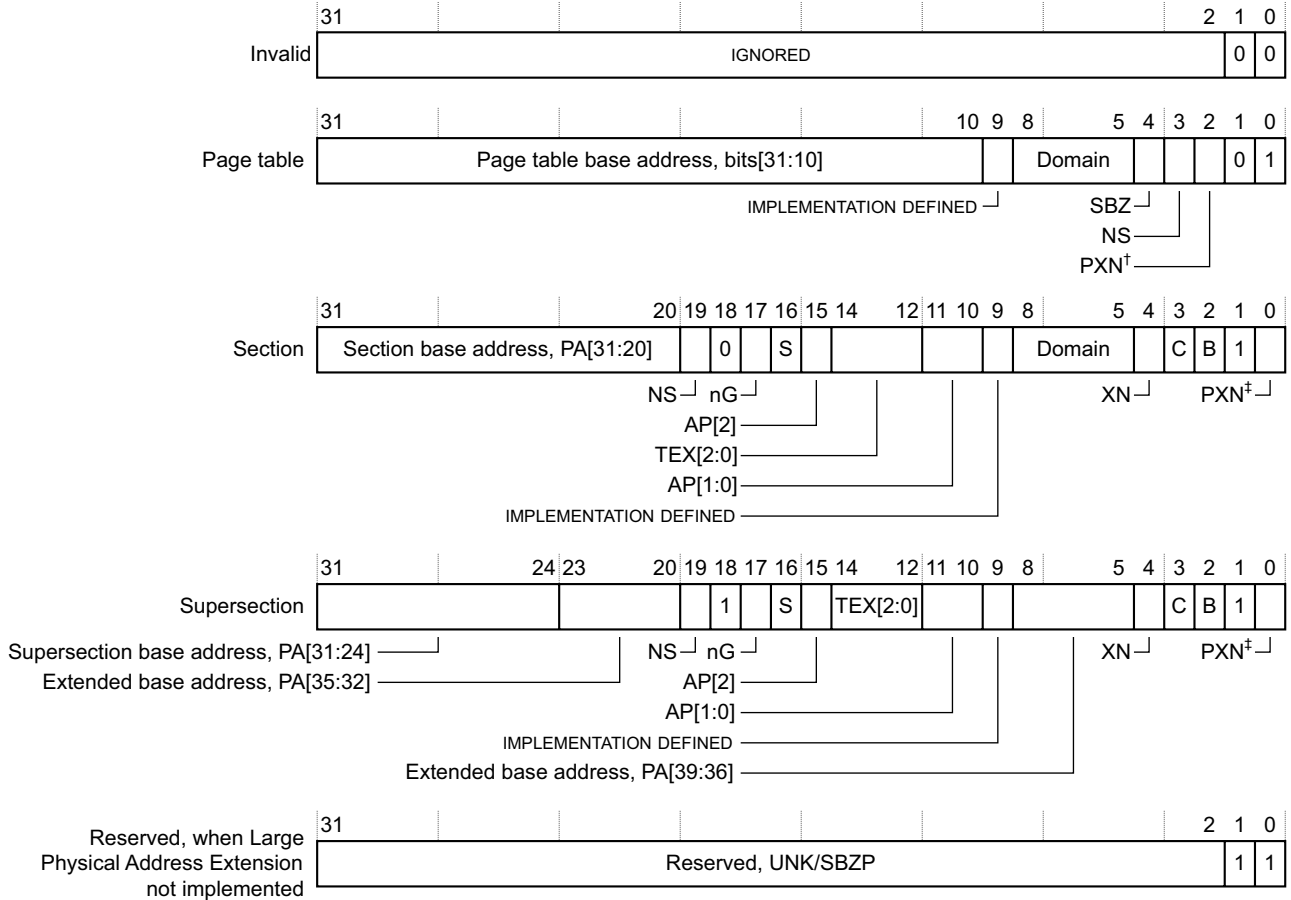 31 2 1 0
Invalid IGNORED 0 0
31 10 9 8 5 4 3 2 1 0
Page table Page table base address, bits[31:10] Domain 0 1
IMPLEMENTATION DEFINED SBZ
NS
PXN†
31 20 19 18 17 16 15 14 12 11 10 9 8 5 4 3 2 1 0
Section Section base address, PA[31:20] 0 S Domain C B 1
NS nG XN PXN‡
AP[2]
TEX[2:0]
AP[1:0]
IMPLEMENTATION DEFINED
31 24 23 20 19 18 17 16 15 14 12 11 10 9 8 5 4 3 2 1 0
Supersection 1 S TEX[2:0] C B 1
Supersection base address, PA[31:24] NS nG XN PXN‡
Extended base address, PA[35:32] AP[2]
AP[1:0]
IMPLEMENTATION DEFINED
Extended base address, PA[39:36]
31 2 1 0
Reserved, when Large
Physical Address Extension Reserved, UNK/SBZP 1 1
not implemented